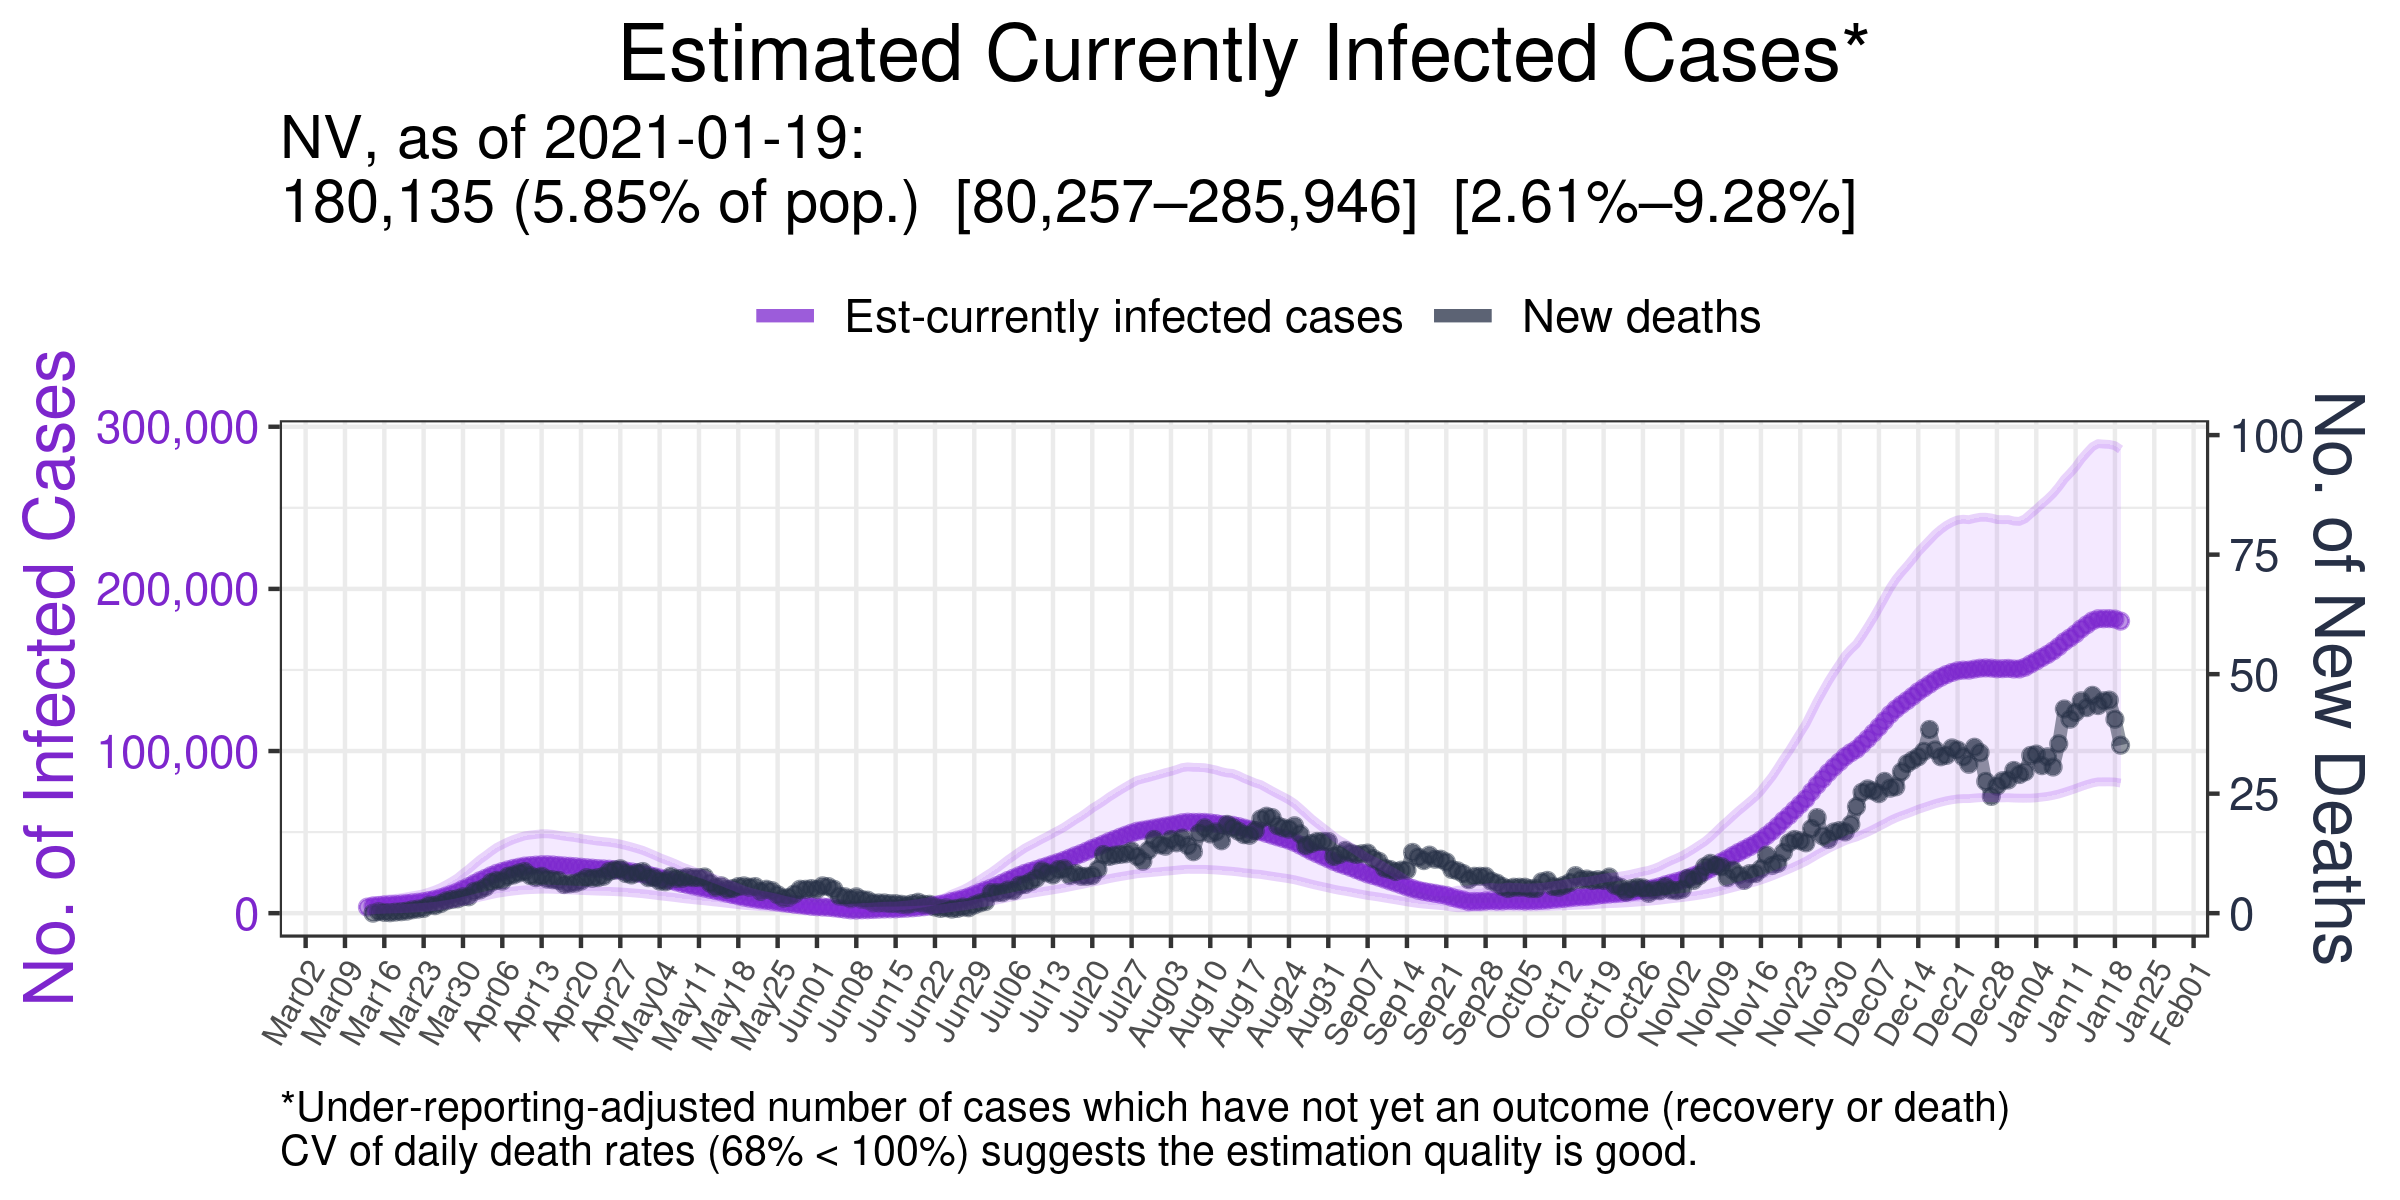 Estimated Currently Infected Cases*
NV, as of 2021-01-19:
180,135 (5.85% of pop.)  [80,257–285,946]  [2.61%–9.28%]
Est-currently infected cases
New deaths
No. of Infected Cases
300,000
200,000
100,000
0
100
75
50
25
0
No. of New Deaths
Mar02
Mar09
Mar16
Mar23
Mar30
Apr06
Apr13
Apr20
Apr27
May04
May11
May18
May25
Jun01
Jun08
Jun15
Jun22
Jun29
Jul06
Jul13
Jul20
Jul27
Aug03
Aug10
Aug17
Aug24
Aug31
Sep07
Sep14
Sep21
Sep28
Oct05
Oct12
Oct19
Oct26
Nov02
Nov09
Nov16
Nov23
Nov30
Dec07
Dec14
Dec21
Dec28
Jan04
Jan11
Jan18
Jan25
Feb01
*Under-reporting-adjusted number of cases which have not yet an outcome (recovery or death)
CV of daily death rates (68% < 100%) suggests the estimation quality is good.